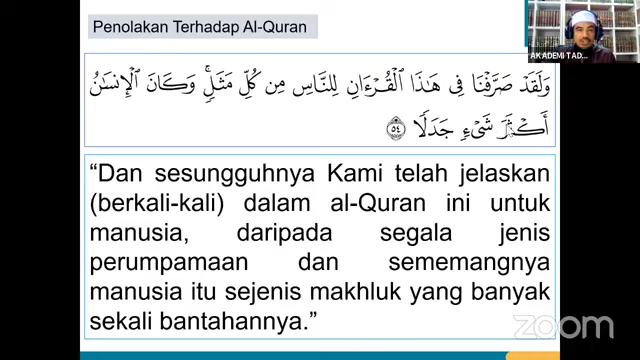 Penolakan Terhadap Al-Quran
وَلَقَدْ صَرَّفْنَا فِى هَٰذَا ٱلْقُرْءَانِ لِلنَّاسِ مِن كُلِّ مَثَلٍۢ ۚ وَكَانَ ٱلْإِنسَٰنُ
أَكْثَرَ شَىْءٍۢ جَدَلًۭا ﴿٥٤﴾
“Dan sesungguhnya Kami telah jelaskan
(berkali-kali) dalam al-Quran ini untuk
manusia, daripada segala jenis
perumpamaan dan sememangnya
manusia itu sejenis makhluk yang banyak
sekali bantahannya.”
AKADEMI TAD...
zoom